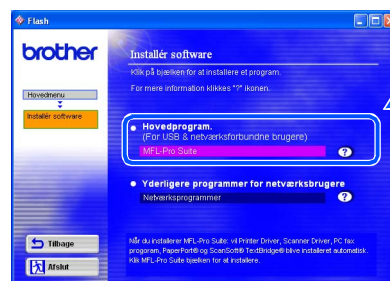 Flash
brother
Installér software
Klik på bjælken for at installere et program.
For mere information klikkes "?" ikonen.
Hovedmenu
Installér software
4
Hovedprogram.
(For USB & netværksforbundne brugere)
MFL-Pro Suite ?
Yderligere programmer for netværksbrugere
Netværksprogrammer ?
Tilbage
Afslut
Når du installerer MFL-Pro Suite: vil Printer Driver, Scanner Driver, PC fax
progoram, PaperPort® og ScanSoft® TextBridge® blive installeret automatisk.
Klik MFL-Pro Suite bjælken for at installere.